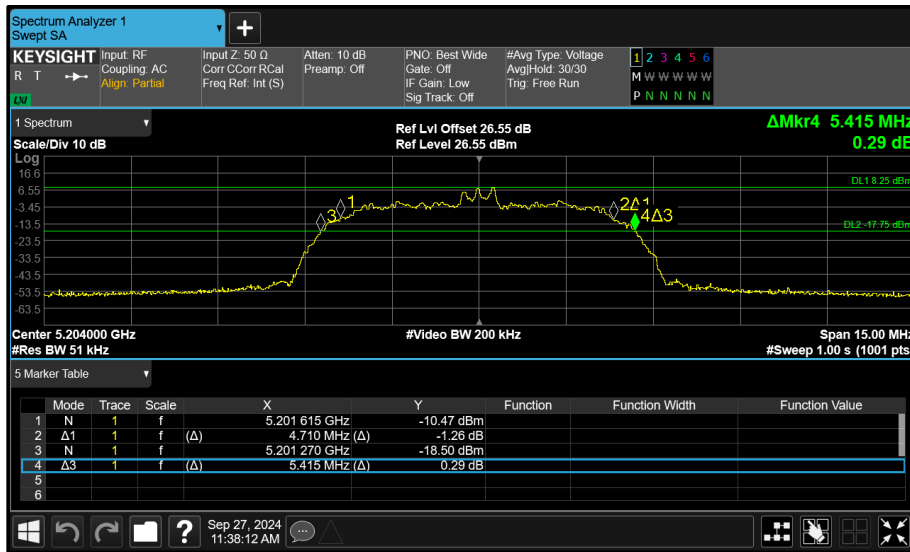 Spectrum Analyzer 1
Swept SA
+
KEYSIGHT
R T
LXI
Input: RF
Coupling: AC
Align: Partial
Input Z: 50 Ω
Corr CCorr RCal
Freq Ref: Int (S)
Atten: 10 dB
Preamp: Off
PNO: Best Wide
Gate: Off
IF Gain: Low
Sig Track: Off
#Avg Type: Voltage
Avg|Hold: 30/30
Trig: Free Run
1 2 3 4 5 6
M W W W W W
P N N N N N
1 Spectrum
Scale/Div 10 dB
Ref Lvl Offset 26.55 dB
Ref Level 26.55 dBm
ΔMkr4 5.415 MHz
0.29 dB
Log
16.6
6.55
-3.45
-13.5
-23.5
-33.5
-43.5
-53.5
-63.5
DL1 8.25 dBm
DL2 -17.75 dBm
3 1
2Δ1
4Δ3
Center 5.204000 GHz
#Video BW 200 kHz
Span 15.00 MHz
#Res BW 51 kHz
#Sweep 1.00 s (1001 pts
5 Marker Table
Mode Trace Scale X Y Function Function Width Function Value
1 N 1 f 5.201 615 GHz -10.47 dBm
2 Δ1 1 f (Δ) 4.710 MHz (Δ) -1.26 dB
3 N 1 f 5.201 270 GHz -18.50 dBm
4 Δ3 1 f (Δ) 5.415 MHz (Δ) 0.29 dB
5
6
?
Sep 27, 2024
11:38:12 AM